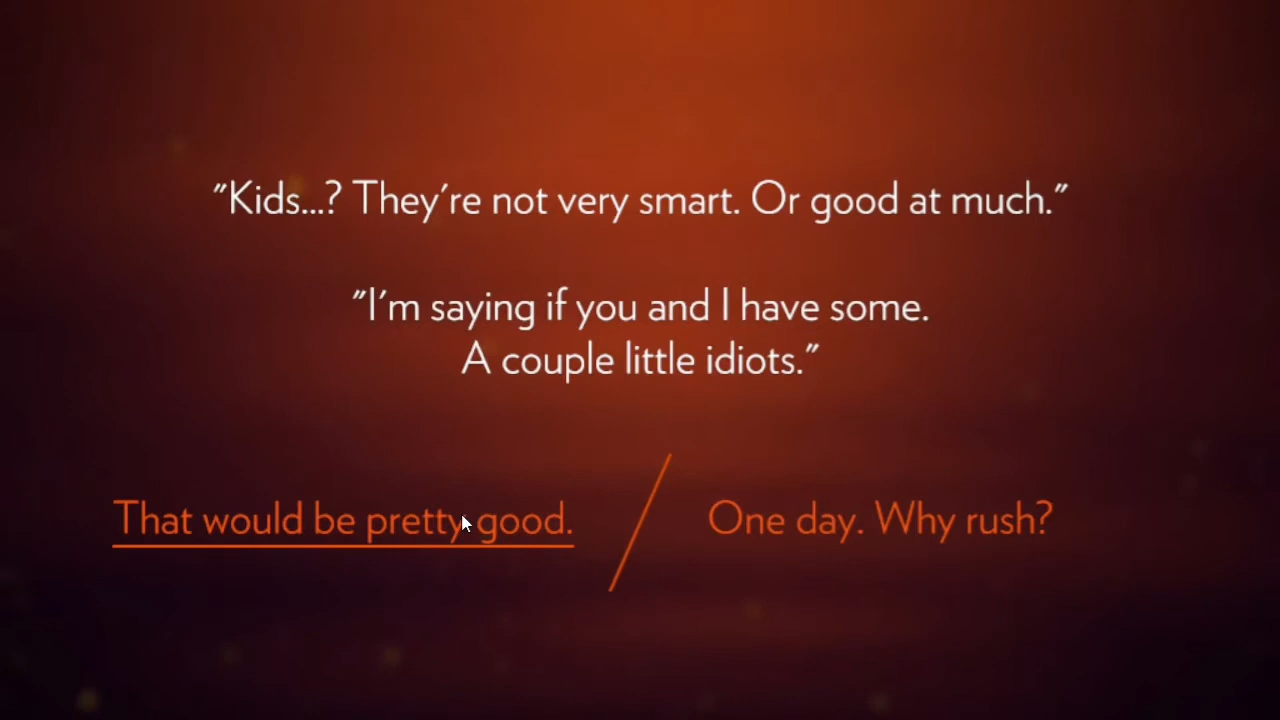 "Kids...? They're not very smart. Or good at much."
"I'm saying if you and I have some.
A couple little idiots."
That would be pretty good. / One day. Why rush?